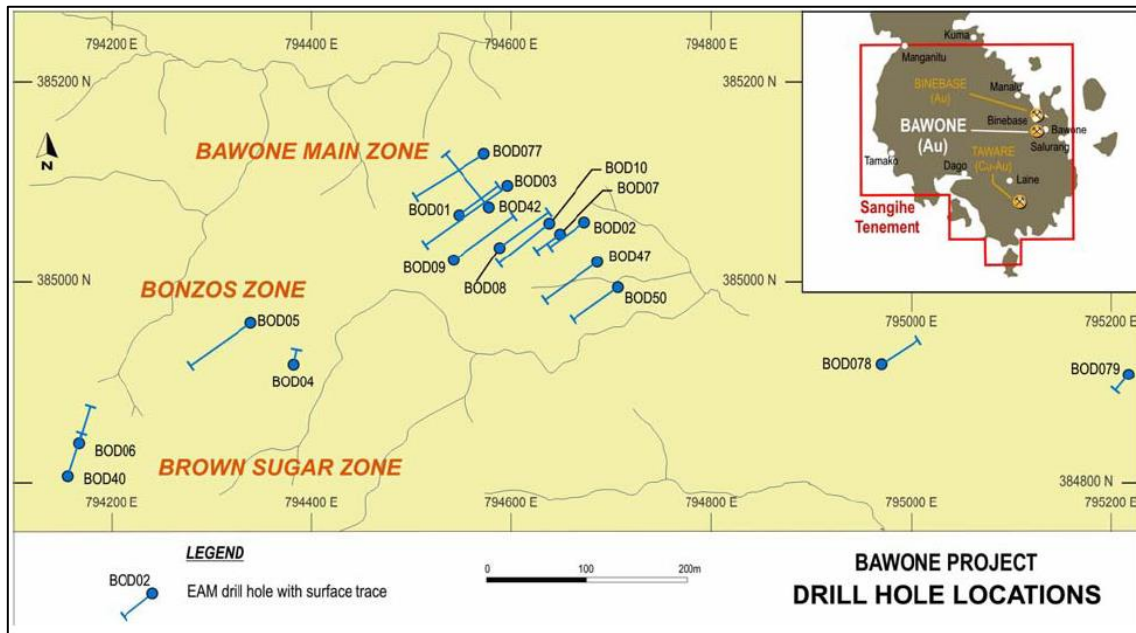 794200 E
794400 E
794600 E
794800 E
385200 N
385200 N
Kuma
Manganitu
BINEBASE
(Au)
Manalu
Binebase
BAWONE
(Au)
Bawone
Salurang
TAWARE
(Cu-Au)
Tamako
Dago
Laine
Sangihe
Tenement
N
BAWONE MAIN ZONE
BOD077
BOD03
BOD10
BOD07
BOD01
BOD42
BOD02
BOD09
BOD08
BOD47
BOD50
385000 N
385000 N
795000 E
795200 E
BONZOS ZONE
BOD05
BOD04
BOD078
BOD079
BOD06
BOD40
BROWN SUGAR ZONE
384800 N
794200 E
794400 E
794600 E
794800 E
795000 E
795200 E
LEGEND
BOD02
EAM drill hole with surface trace
0
100
200m
BAWONE PROJECT
DRILL HOLE LOCATIONS